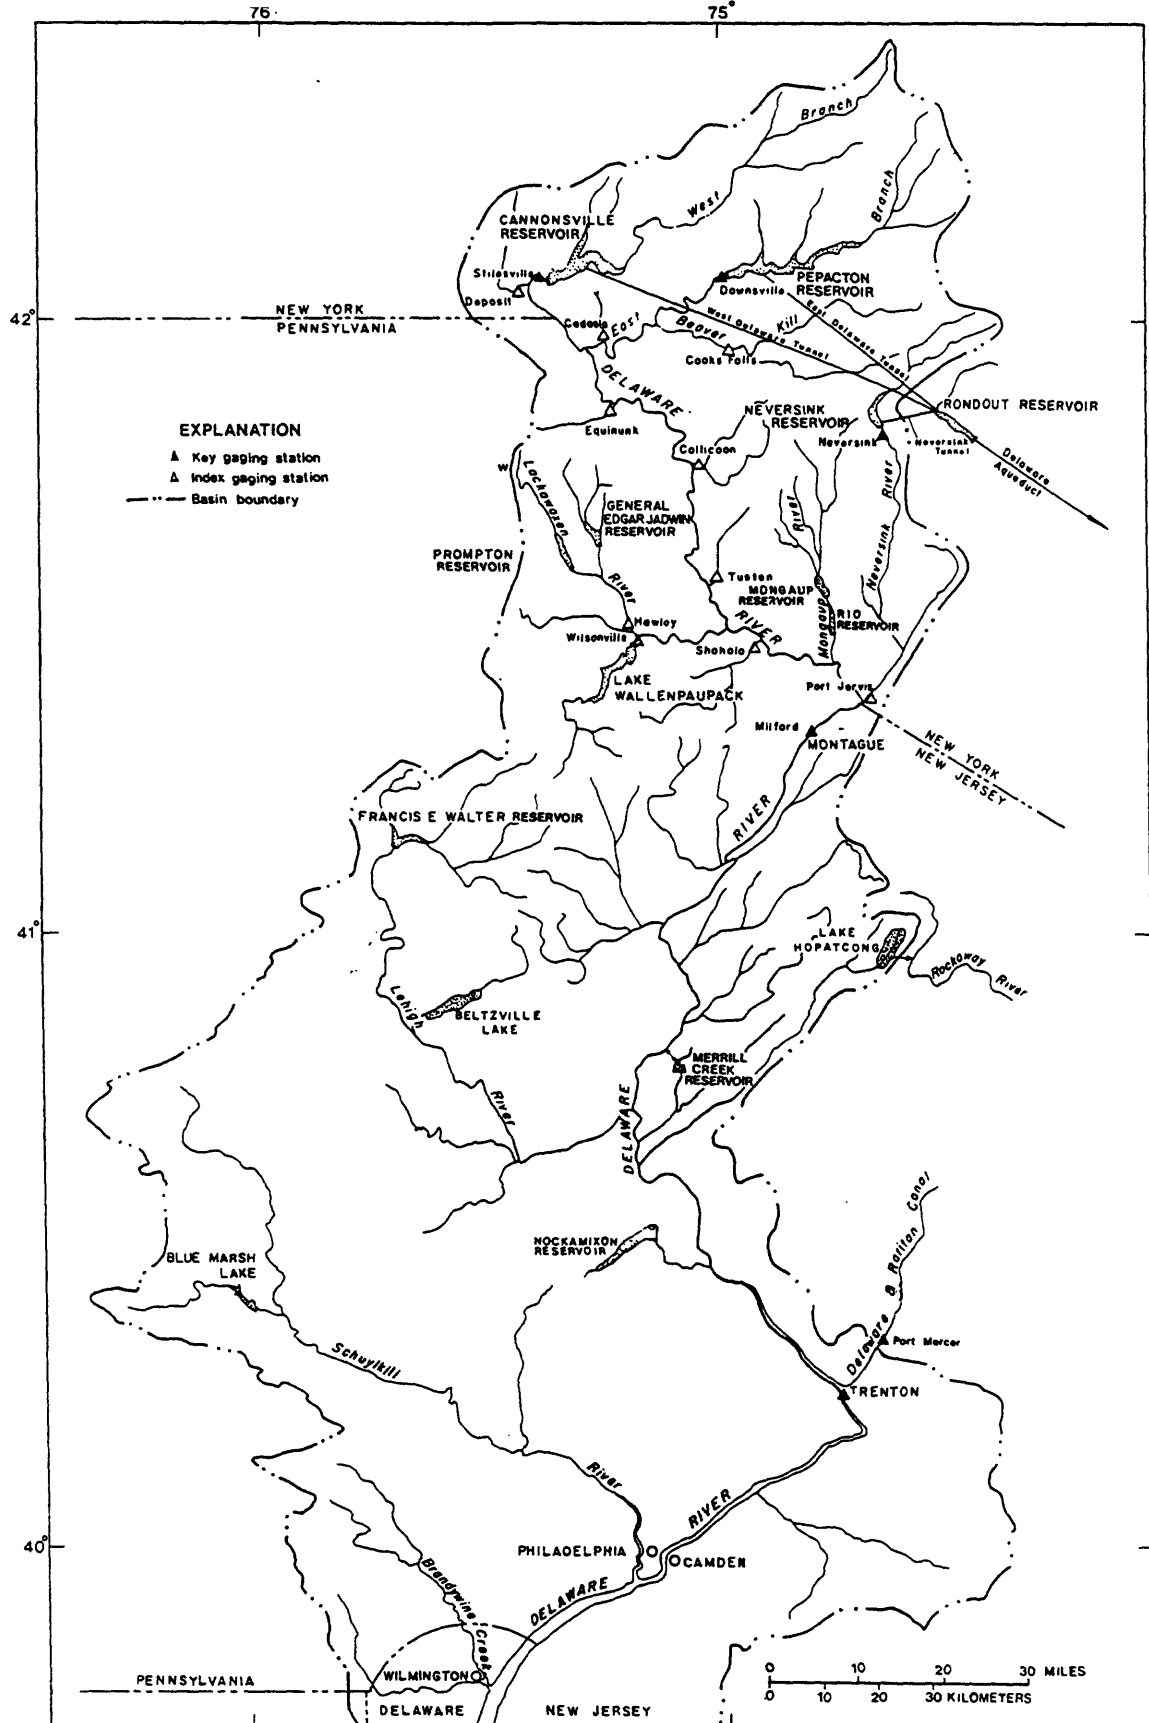 76
75°
Branch
West
Branch
CANNONSVILLE
RESERVOIR
Stilesville
Deposit
Downsville
PEPACTON
RESERVOIR
NEW YORK
PENNSYLVANIA
42°
Cadosia
East
Beaver
Kill
West Delaware Tunnel
East Delaware Tunnel
Cooks Falls
DELAWARE
Equinunk
NEVERSINK
RESERVOIR
RONDOUT RESERVOIR
Neversink
Neversink
Tunnel
Delaware
Aqueduct
Callicoon
EXPLANATION
Key gaging station
Index gaging station
Basin boundary
W
Lackawaxen
River
GENERAL
EDGAR JADWIN
RESERVOIR
River
Neversink River
PROMPTON
RESERVOIR
Tusten
MONGAUP
RESERVOIR
Mongaup
RIO
RESERVOIR
RIVER
Hawley
Wilsonville
Shohola
LAKE
WALLENPAUPACK
Port Jervis
Milford
MONTAGUE
NEW YORK
NEW JERSEY
RIVER
FRANCIS E WALTER RESERVOIR
41°
LAKE
HOPATCONG
Rockaway River
Lehigh
BELTZVILLE
LAKE
River
MERRILL
CREEK
RESERVOIR
DELAWARE
NOCKAMIXON
RESERVOIR
BLUE MARSH
LAKE
Delaware & Raritan Canal
Port Mercer
Schuylkill
TRENTON
River
RIVER
40°
PHILADELPHIA
CAMDEN
DELAWARE
Brandywine Creek
WILMINGTON
PENNSYLVANIA
DELAWARE
NEW JERSEY
0 10 20 30 MILES
0 10 20 30 KILOMETERS